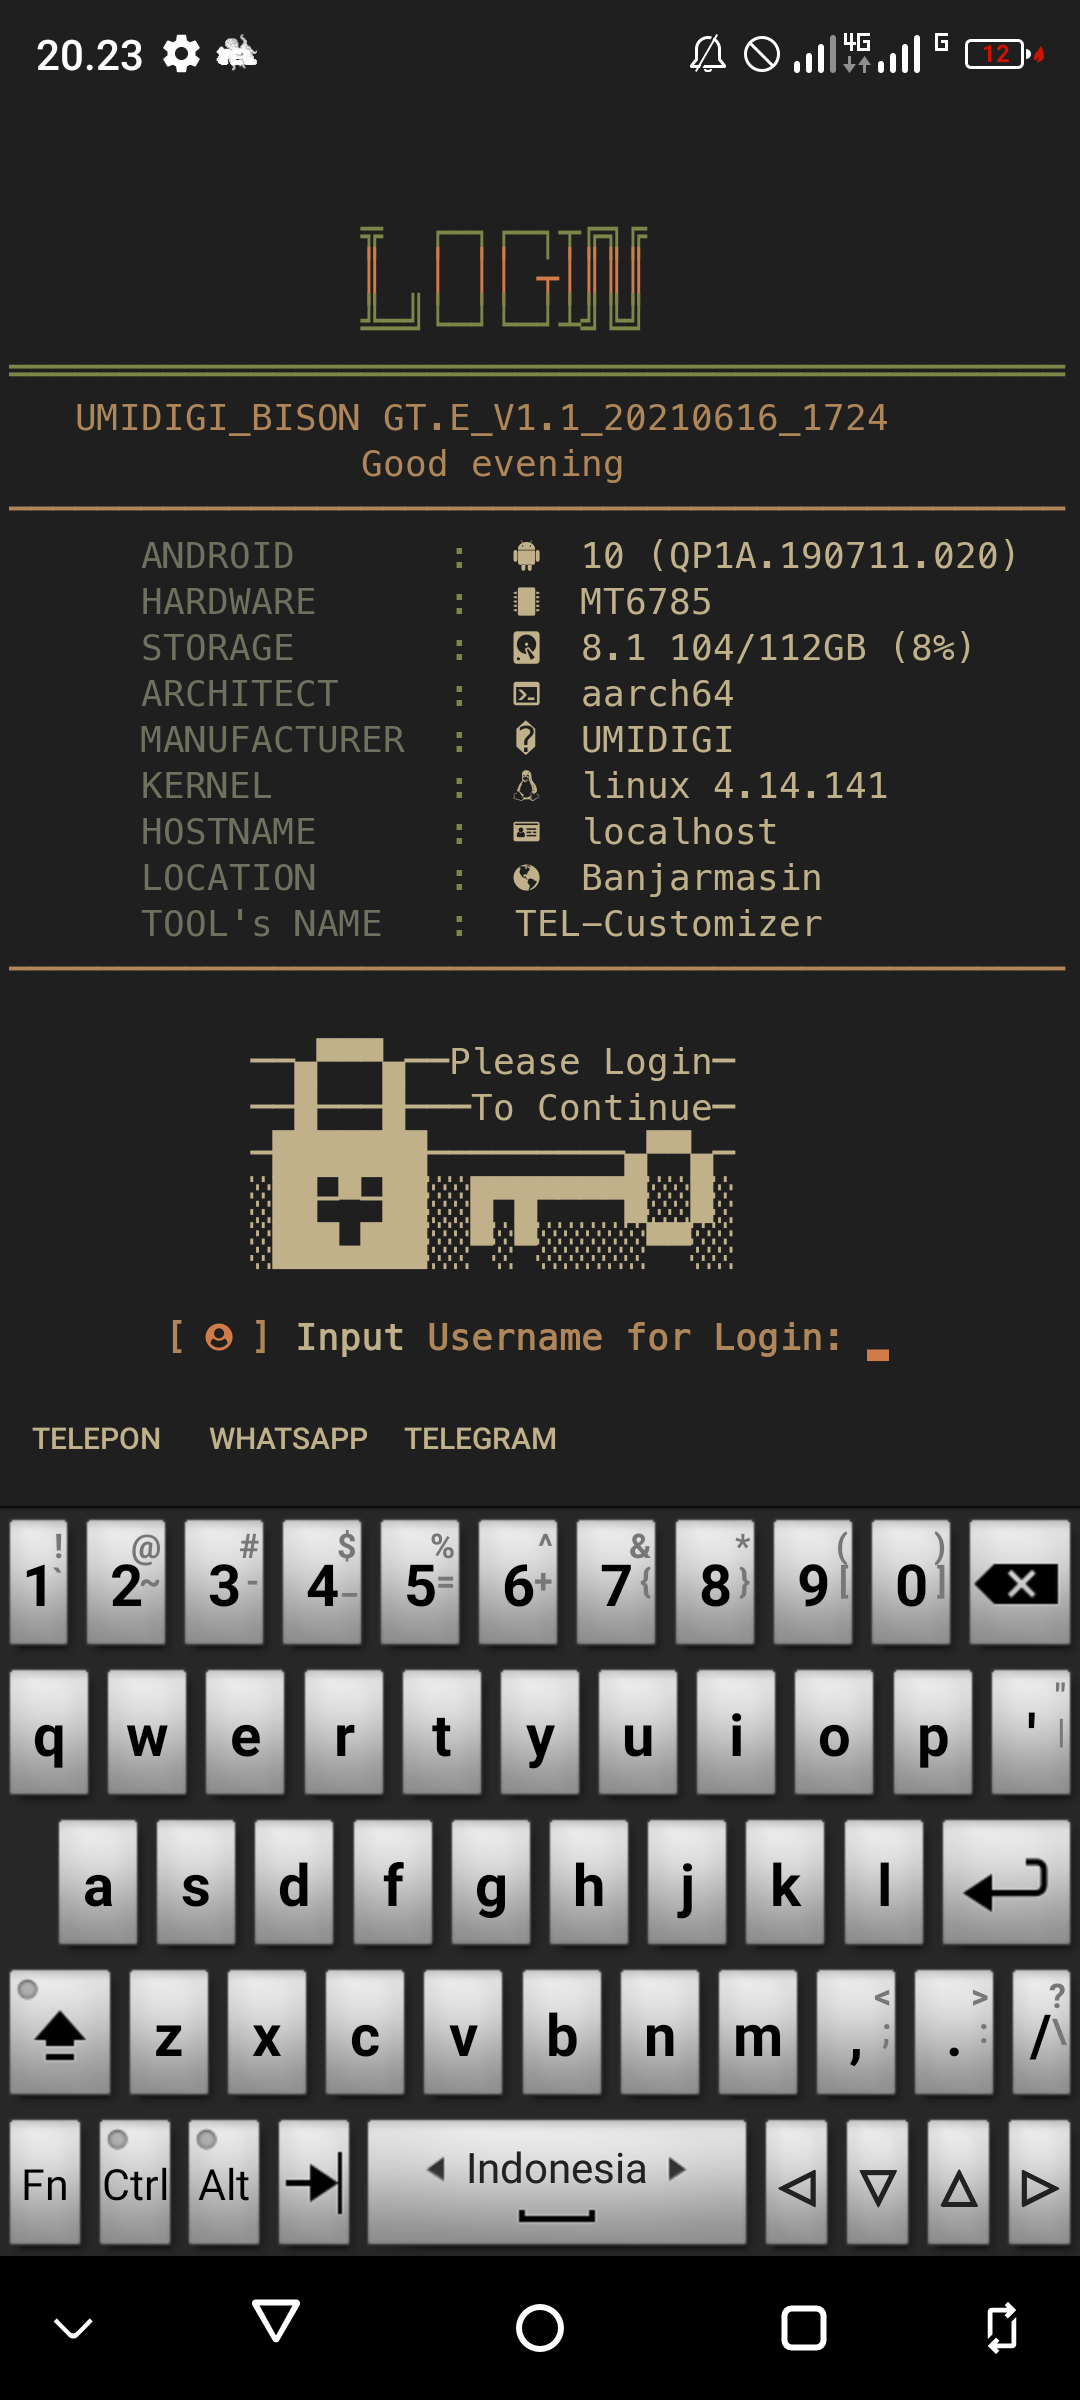 20.23 4G G 12
LOGIN
UMIDIGI_BISON GT.E_V1.1_20210616_1724
Good evening
ANDROID : 10 (QP1A.190711.020)
HARDWARE : MT6785
STORAGE : 8.1 104/112GB (8%)
ARCHITECT : aarch64
MANUFACTURER : UMIDIGI
KERNEL : linux 4.14.141
HOSTNAME : localhost
LOCATION : Banjarmasin
TOOL's NAME : TEL-Customizer
Please Login
To Continue
[ ] Input Username for Login: _
TELEPON WHATSAPP TELEGRAM
! @ # $ % ^ & * ( )
1 ` 2 ~ 3 - 4 _ 5 = 6 + 7 { 8 } 9 [ 0 ]
q w e r t y u i o p ' " |
a s d f g h j k l
z x c v b n m , < ; . > : / ? \
Fn Ctrl Alt Indonesia